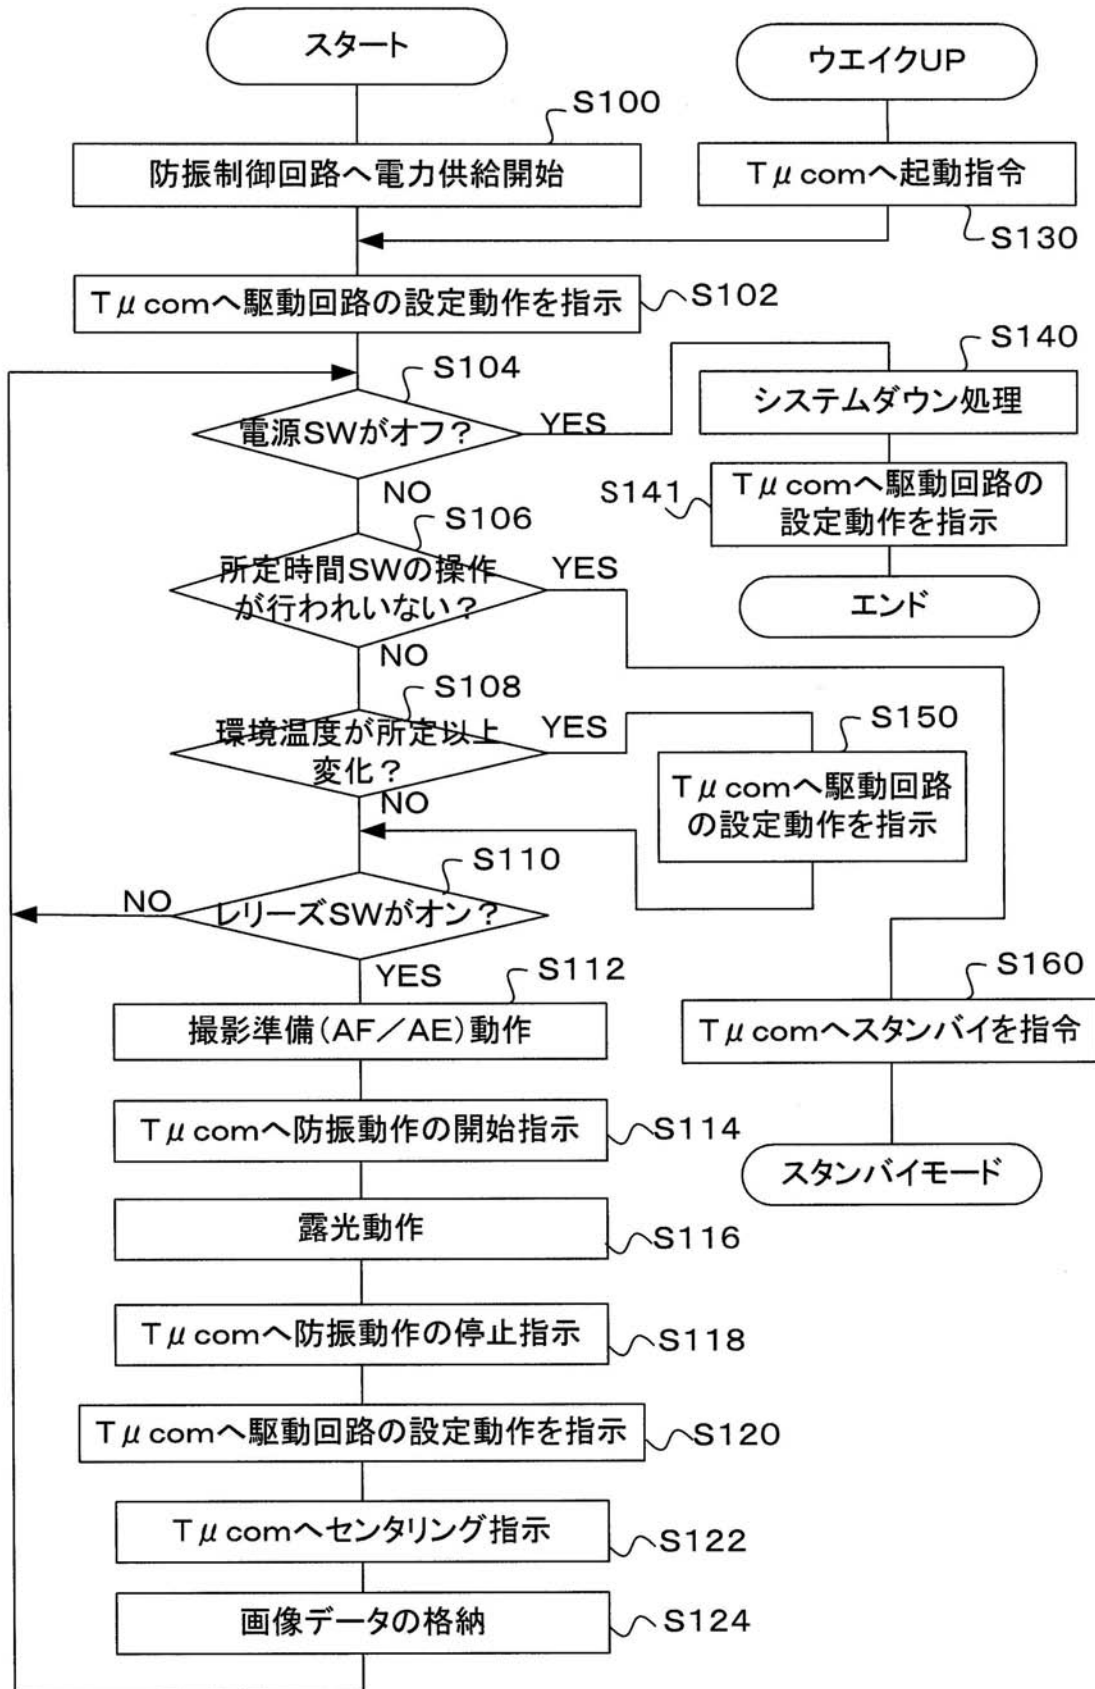 スタート
ウエイクUP
S100
防振制御回路へ電力供給開始
Tμcomへ起動指令
S130
Tμcomへ駆動回路の設定動作を指示
S102
S104
電源SWがオフ?
YES
NO
S140
システムダウン処理
S141
Tμcomへ駆動回路の
設定動作を指示
エンド
S106
所定時間SWの操作
が行われいない?
YES
NO
S108
環境温度が所定以上
変化?
YES
NO
S150
Tμcomへ駆動回路
の設定動作を指示
S110
レリーズSWがオン?
NO
YES
S112
撮影準備(AF/AE)動作
S160
Tμcomへスタンバイを指令
スタンバイモード
Tμcomへ防振動作の開始指示
S114
露光動作
S116
Tμcomへ防振動作の停止指示
S118
Tμcomへ駆動回路の設定動作を指示
S120
Tμcomへセンタリング指示
S122
画像データの格納
S124